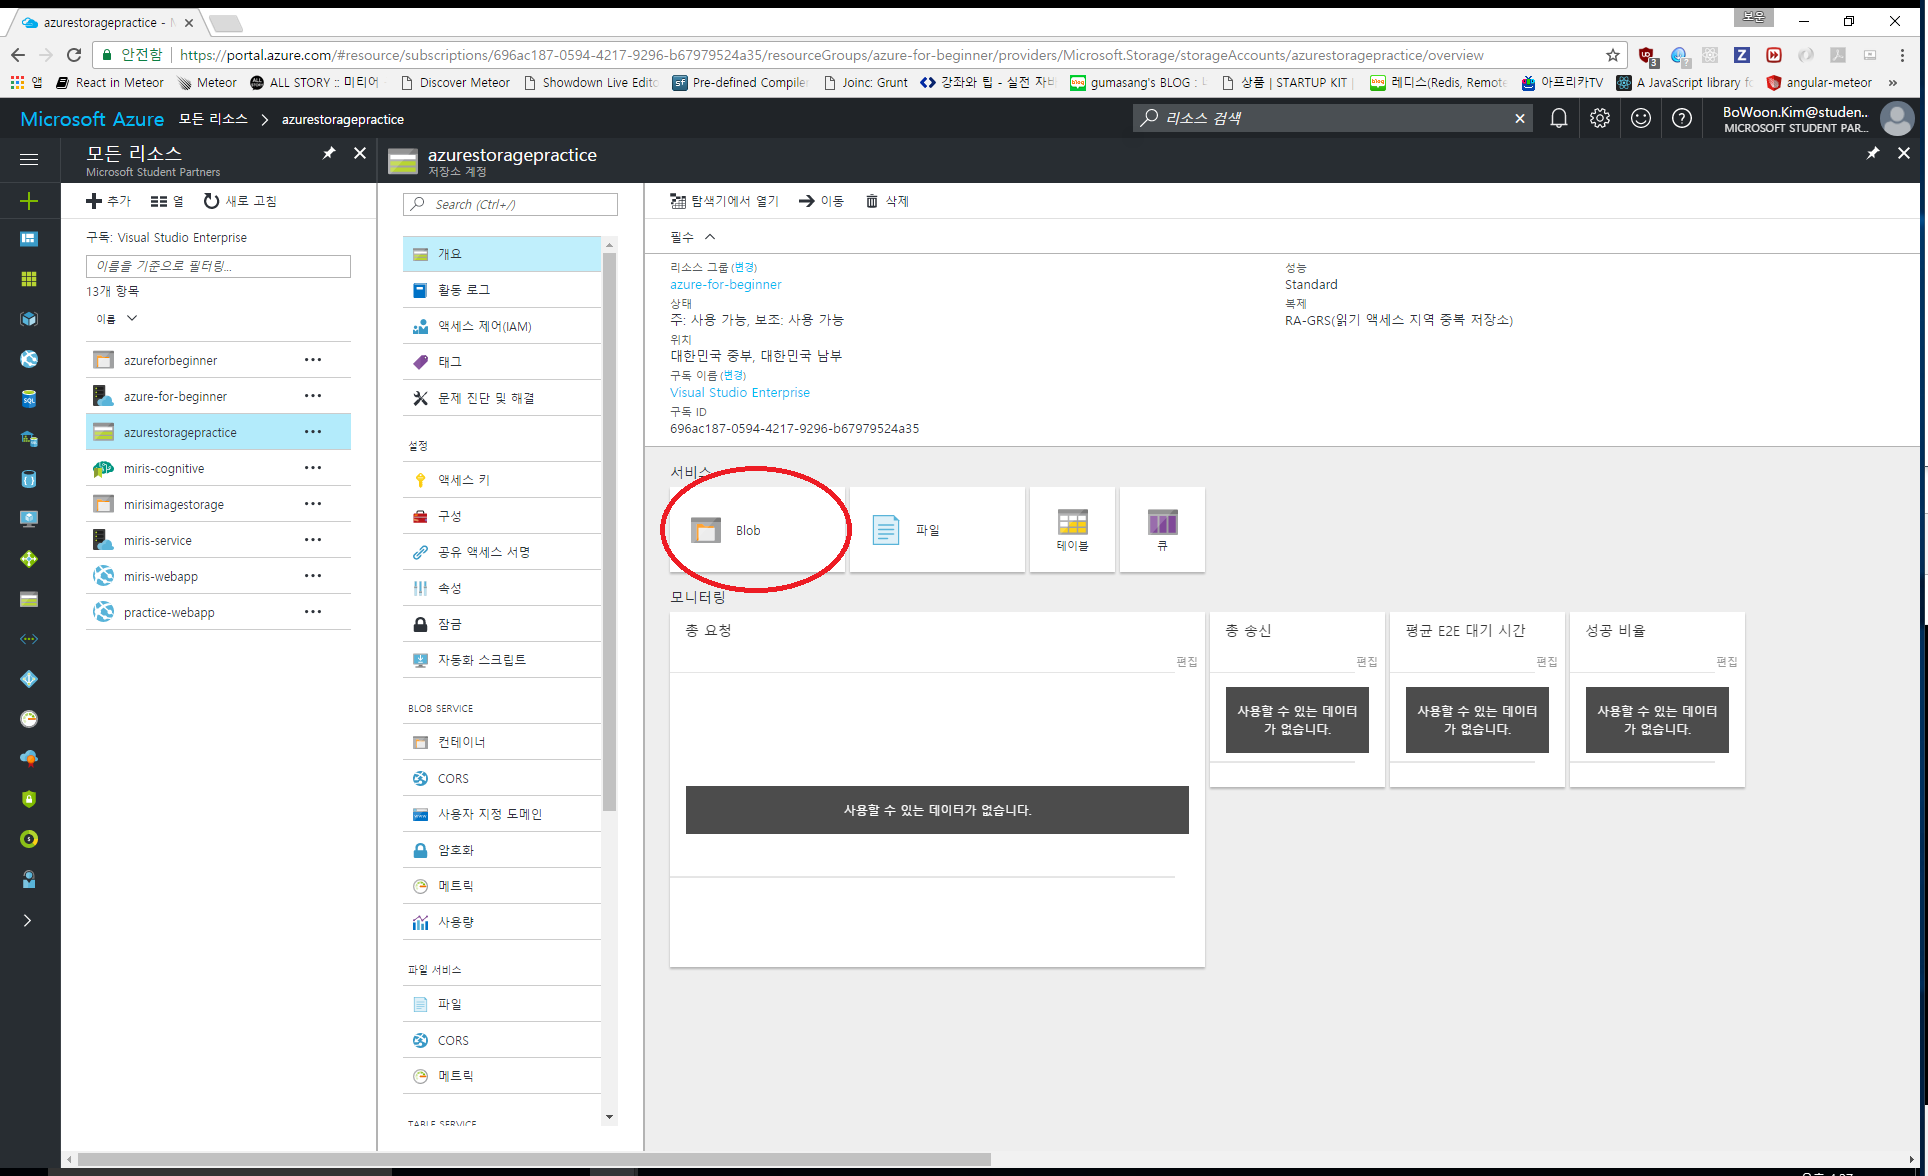 azurestoragepractice -
보운
안전함
https://portal.azure.com/#resource/subscriptions/696ac187-0594-4217-9296-b67979524a35/resourceGroups/azure-for-beginner/providers/Microsoft.Storage/storageAccounts/azurestoragepractice/overview
앱
React in Meteor
Meteor
ALL STORY :: 미티어
Discover Meteor
Showdown Live Edito
Pre-defined Compiler
Joinc: Grunt
강좌와 팁 - 실전 자바
gumasang's BLOG :
상품 | STARTUP KIT |
레디스(Redis, Remote
아프리카TV
A JavaScript library fo
angular-meteor
»
Microsoft Azure 모든 리소스 > azurestoragepractice
리소스 검색
BoWoon.Kim@studen..
MICROSOFT STUDENT PAR...
모든 리소스
Microsoft Student Partners
추가
열
새로 고침
구독: Visual Studio Enterprise
이름을 기준으로 필터링...
13개 항목
이름
azureforbeginner
azure-for-beginner
azurestoragepractice
miris-cognitive
mirisimagestorage
miris-service
miris-webapp
practice-webapp
azurestoragepractice
저장소 계정
Search (Ctrl+/)
개요
활동 로그
액세스 제어(IAM)
태그
문제 진단 및 해결
설정
액세스 키
구성
공유 액세스 서명
속성
잠금
자동화 스크립트
BLOB SERVICE
컨테이너
CORS
사용자 지정 도메인
암호화
메트릭
사용량
파일 서비스
파일
CORS
메트릭
TABLE SERVICE
탐색기에서 열기
이동
삭제
필수
리소스 그룹 (변경)
azure-for-beginner
상태
주: 사용 가능, 보조: 사용 가능
위치
대한민국 중부, 대한민국 남부
구독 이름 (변경)
Visual Studio Enterprise
구독 ID
696ac187-0594-4217-9296-b67979524a35
성능
Standard
복제
RA-GRS(읽기 액세스 지역 중복 저장소)
서비스
Blob
파일
테이블
큐
모니터링
총 요청
편집
사용할 수 있는 데이터가 없습니다.
총 송신
편집
사용할 수 있는 데이터
가 없습니다.
평균 E2E 대기 시간
편집
사용할 수 있는 데이터
가 없습니다.
성공 비율
편집
사용할 수 있는 데이터
가 없습니다.